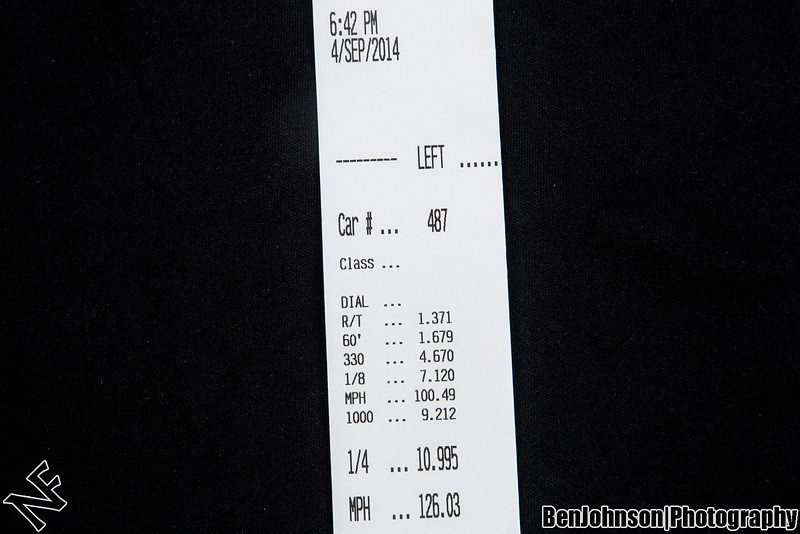 6:42 PM
4/SEP/2014
--------- LEFT ......
Car # ... 487
Class ...
DIAL ...
R/T ... 1.371
60' ... 1.679
330 ... 4.670
1/8 ... 7.120
MPH ... 100.49
1000 ... 9.212
1/4 ... 10.995
MPH ... 126.03
NF
BenJohnson|Photography